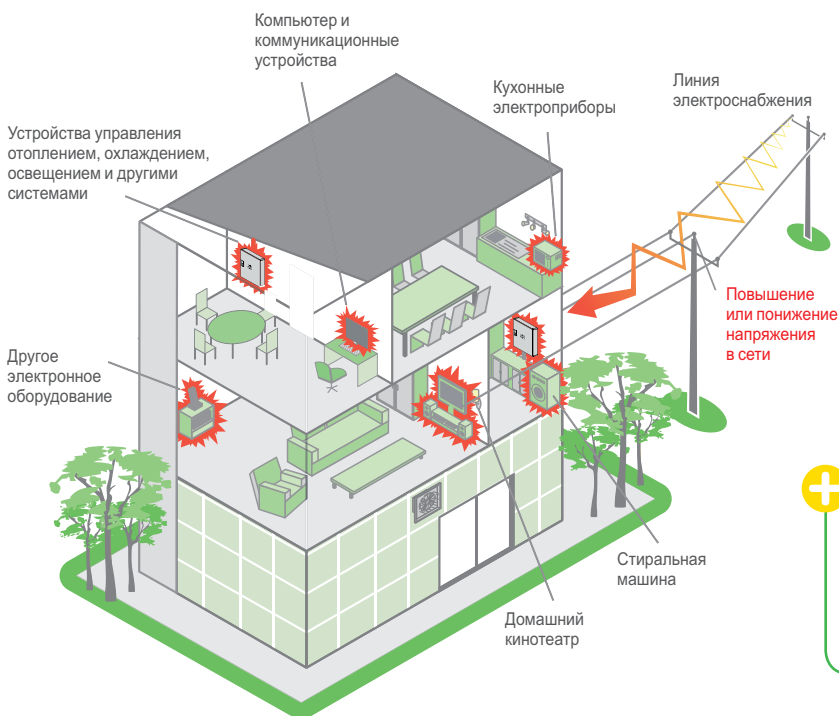 Компьютер и
коммуникационные
устройства
Кухонные
электроприборы
Линия
электроснабжения
Устройства управления
отоплением, охлаждением,
освещением и другими
системами
Повышение
или понижение
напряжения
в сети
Другое
электронное
оборудование
Стиральная
машина
Домашний
кинотеатр